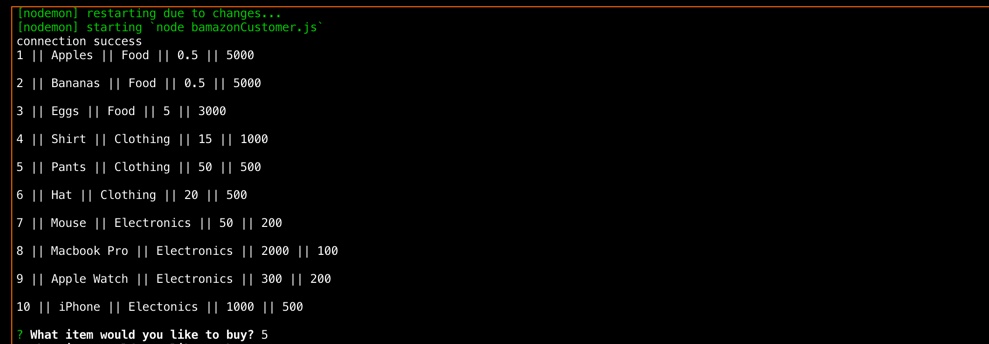 [nodemon] restarting due to changes...
[nodemon] starting `node bamazonCustomer.js`
connection success
1 || Apples || Food || 0.5 || 5000
2 || Bananas || Food || 0.5 || 5000
3 || Eggs || Food || 5 || 3000
4 || Shirt || Clothing || 15 || 1000
5 || Pants || Clothing || 50 || 500
6 || Hat || Clothing || 20 || 500
7 || Mouse || Electronics || 50 || 200
8 || Macbook Pro || Electronics || 2000 || 100
9 || Apple Watch || Electronics || 300 || 200
10 || iPhone || Electonics || 1000 || 500
? What item would you like to buy? 5